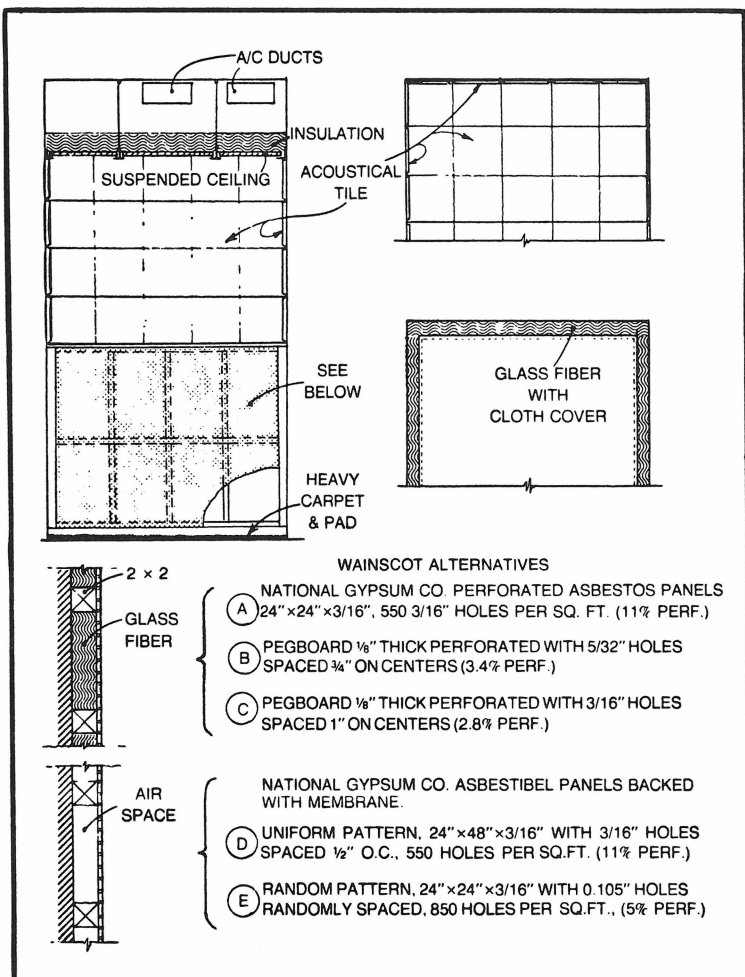 A/C DUCTS
INSULATION
SUSPENDED CEILING
ACOUSTICAL
TILE
SEE
BELOW
GLASS FIBER
WITH
CLOTH COVER
HEAVY
CARPET
& PAD
WAINSCOT ALTERNATIVES
2 × 2
GLASS
FIBER
A NATIONAL GYPSUM CO. PERFORATED ASBESTOS PANELS
24"×24"×3/16", 550 3/16" HOLES PER SQ. FT. (11% PERF.)
B PEGBOARD ⅛" THICK PERFORATED WITH 5/32" HOLES
SPACED ¾" ON CENTERS (3.4% PERF.)
C PEGBOARD ⅛" THICK PERFORATED WITH 3/16" HOLES
SPACED 1" ON CENTERS (2.8% PERF.)
AIR
SPACE
NATIONAL GYPSUM CO. ASBESTIBEL PANELS BACKED
WITH MEMBRANE.
D UNIFORM PATTERN, 24"×48"×3/16" WITH 3/16" HOLES
SPACED ½" O.C., 550 HOLES PER SQ.FT. (11% PERF.)
E RANDOM PATTERN, 24"×24"×3/16" WITH 0.105" HOLES
RANDOMLY SPACED, 850 HOLES PER SQ.FT., (5% PERF.)